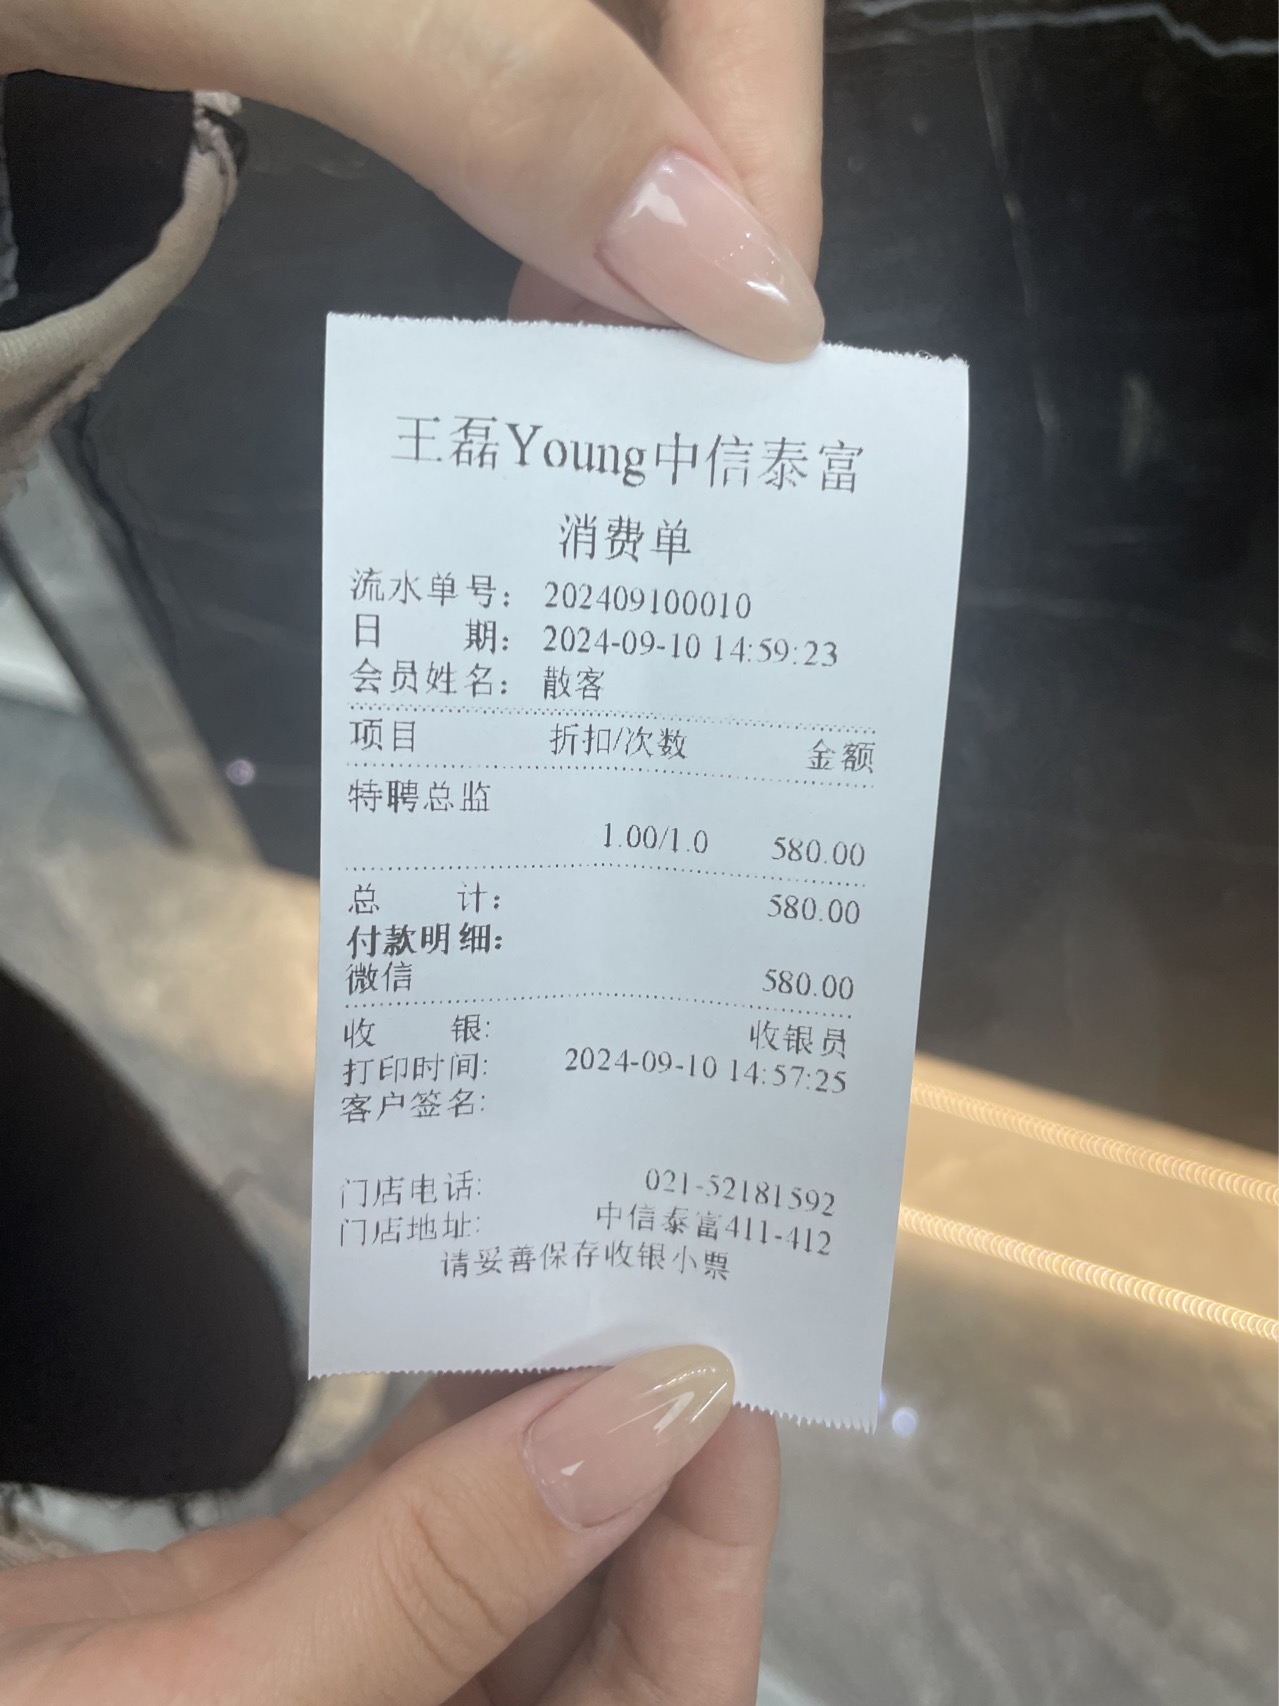 王磊Young中信泰富
消费单
流水单号： 202409100010
日 期： 2024-09-10 14:59:23
会员姓名： 散客
项目 折扣/次数 金额
特聘总监
1.00/1.0 580.00
总 计： 580.00
付款明细:
微信 580.00
收 银: 收银员
打印时间: 2024-09-10 14:57:25
客户签名:
门店电话: 021-52181592
门店地址: 中信泰富411-412
请妥善保存收银小票